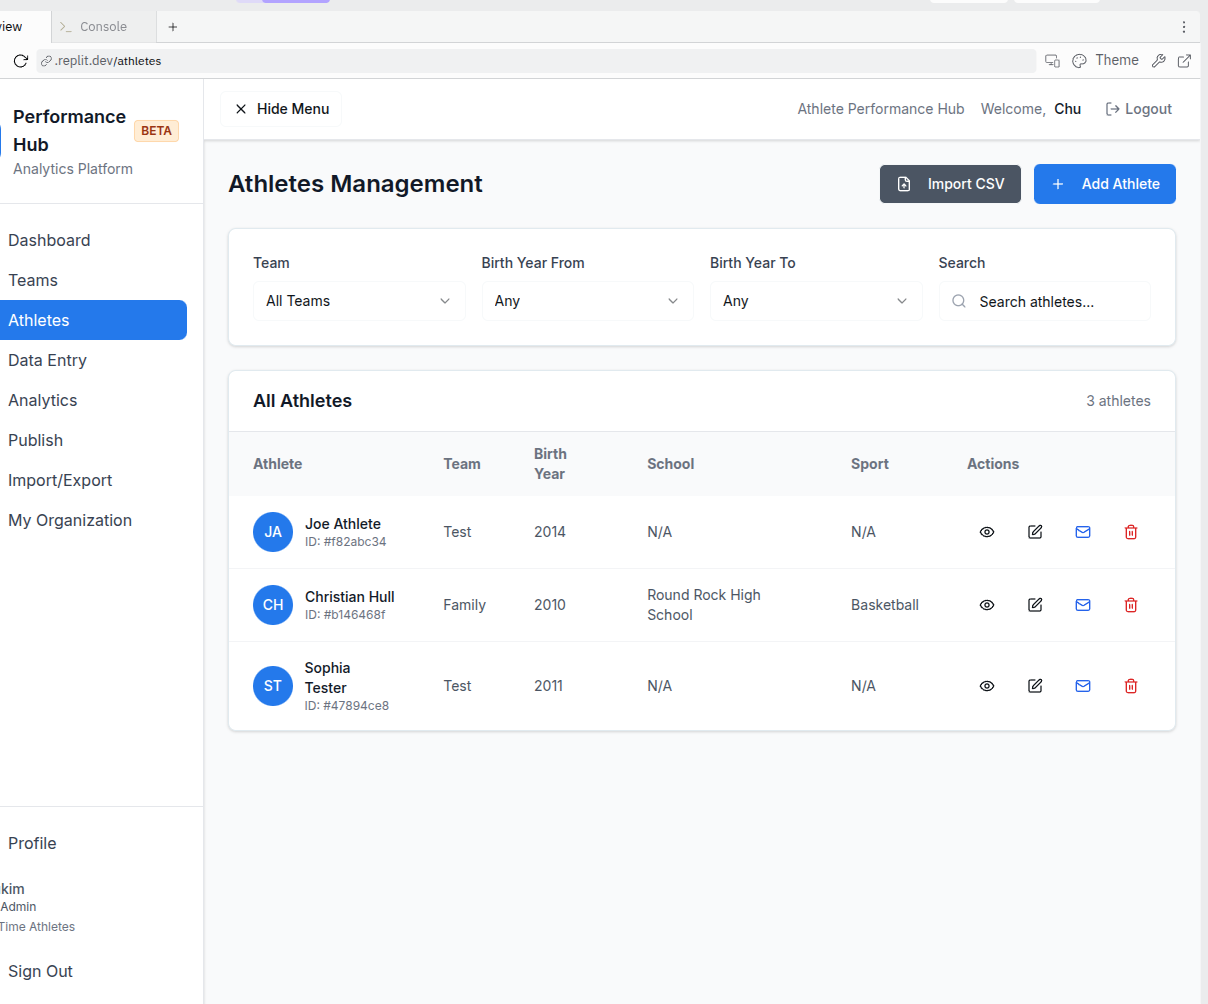 view
>_ Console
+
.replit.dev/athletes
Theme
Performance
Hub
BETA
Analytics Platform
Hide Menu
Athlete Performance Hub
Welcome, Chu
Logout
Dashboard
Teams
Athletes
Data Entry
Analytics
Publish
Import/Export
My Organization
Profile
kim
Admin
Time Athletes
Sign Out
Athletes Management
Import CSV
+ Add Athlete
Team
Birth Year From
Birth Year To
Search
All Teams
Any
Any
Search athletes...
All Athletes
3 athletes
Athlete
Team
Birth
Year
School
Sport
Actions
JA
Joe Athlete
ID: #f82abc34
Test
2014
N/A
N/A
CH
Christian Hull
ID: #b146468f
Family
2010
Round Rock High
School
Basketball
ST
Sophia
Tester
ID: #47894ce8
Test
2011
N/A
N/A